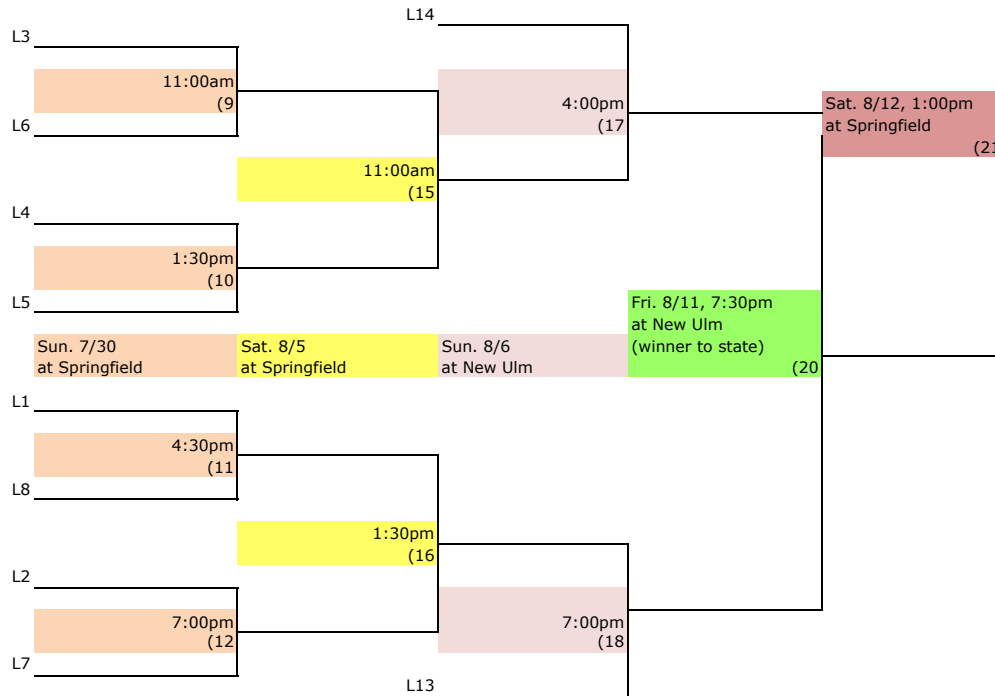 L14
L3
11:00am
(9
L6
4:00pm
(17
Sat. 8/12, 1:00pm
at Springfield
(21
11:00am
(15
L4
1:30pm
(10
L5
Sun. 7/30
at Springfield
Sat. 8/5
at Springfield
Sun. 8/6
at New Ulm
Fri. 8/11, 7:30pm
at New Ulm
(winner to state)
(20
L1
4:30pm
(11
L8
1:30pm
(16
L2
7:00pm
(12
L7
7:00pm
(18
L13